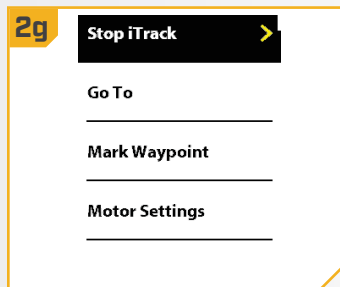 2g
Stop iTrack
Go To
Mark Waypoint
Motor Settings